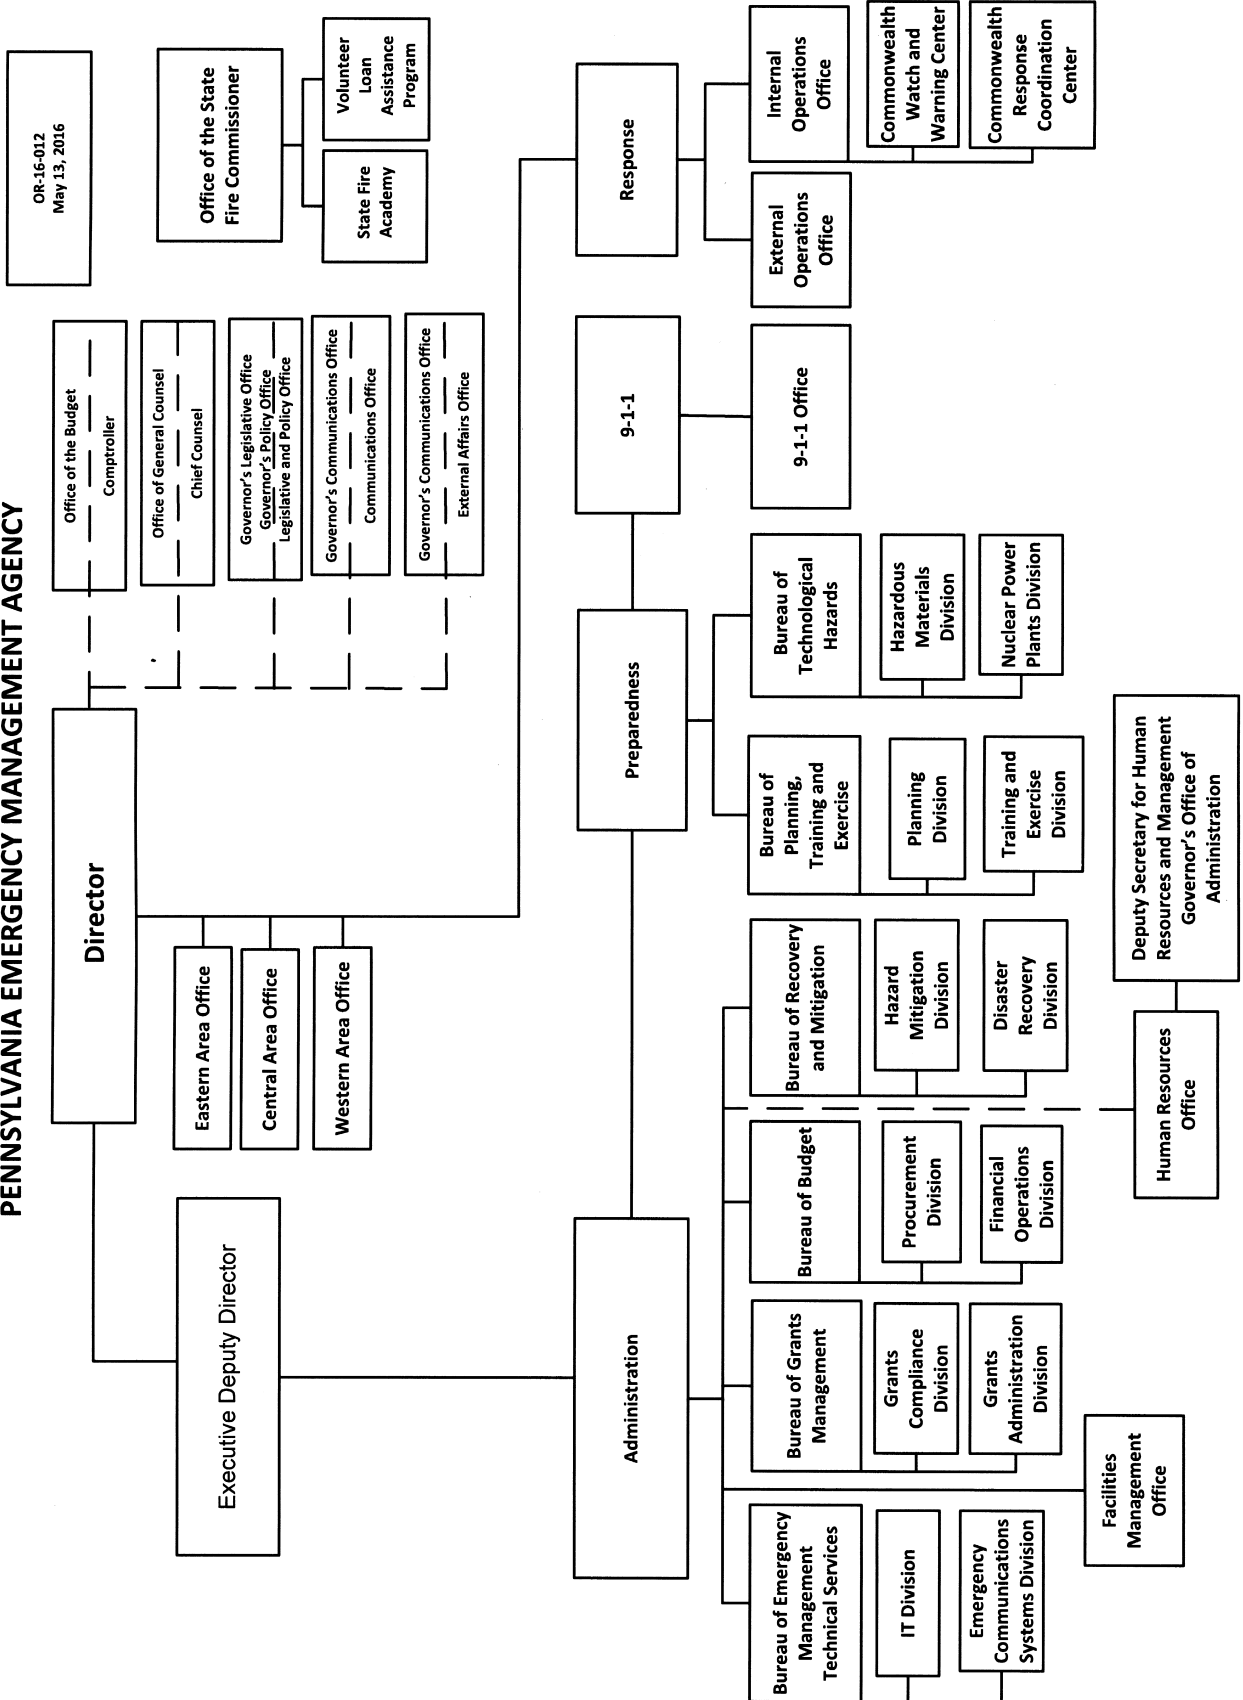 PENNSYLVANIA EMERGENCY MANAGEMENT AGENCY
OR-16-012
May 13, 2016
Director
Office of the Budget
Comptroller
Office of General Counsel
Chief Counsel
Governor's Legislative Office
Governor's Policy Office
Legislative and Policy Office
Governor's Communications Office
Communications Office
Governor's Communications Office
External Affairs Office
Office of the State
Fire Commissioner
State Fire
Academy
Volunteer
Loan
Assistance
Program
Executive Deputy Director
Eastern Area Office
Central Area Office
Western Area Office
Administration
Preparedness
9-1-1
Response
Bureau of Emergency
Management
Technical Services
IT Division
Emergency
Communications
Systems Division
Bureau of Grants
Management
Grants
Compliance
Division
Grants
Administration
Division
Bureau of Budget
Procurement
Division
Financial
Operations
Division
Bureau of Recovery
and Mitigation
Hazard
Mitigation
Division
Disaster
Recovery
Division
Bureau of
Planning,
Training and
Exercise
Planning
Division
Training and
Exercise
Division
Bureau of
Technological
Hazards
Hazardous
Materials
Division
Nuclear Power
Plants Division
9-1-1 Office
External
Operations
Office
Internal
Operations
Office
Commonwealth
Watch and
Warning Center
Commonwealth
Response
Coordination
Center
Facilities
Management
Office
Human Resources
Office
Deputy Secretary for Human
Resources and Management
Governor's Office of
Administration